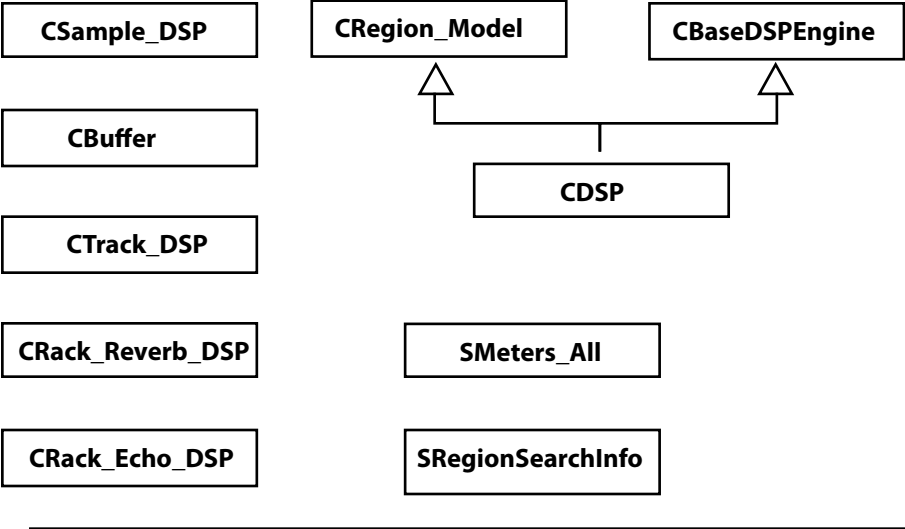 CSample_DSP
CRegion_Model
CBaseDSPEngine
CBuffer
CDSP
CTrack_DSP
CRack_Reverb_DSP
SMeters_All
CRack_Echo_DSP
SRegionSearchInfo